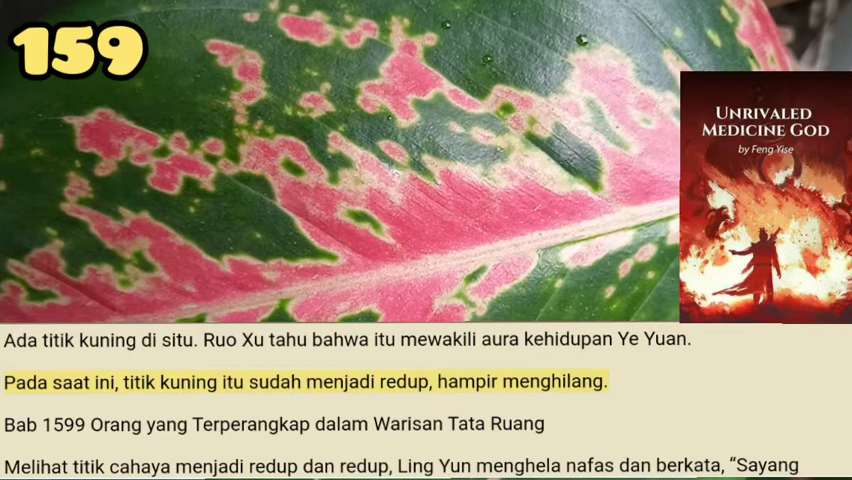 159
UNRIVALED
MEDICINE GOD
by Feng Yise
Ada titik kuning di situ. Ruo Xu tahu bahwa itu mewakili aura kehidupan Ye Yuan.
Pada saat ini, titik kuning itu sudah menjadi redup, hampir menghilang.
Bab 1599 Orang yang Terperangkap dalam Warisan Tata Ruang
Melihat titik cahaya menjadi redup dan redup, Ling Yun menghela nafas dan berkata, “Sayang